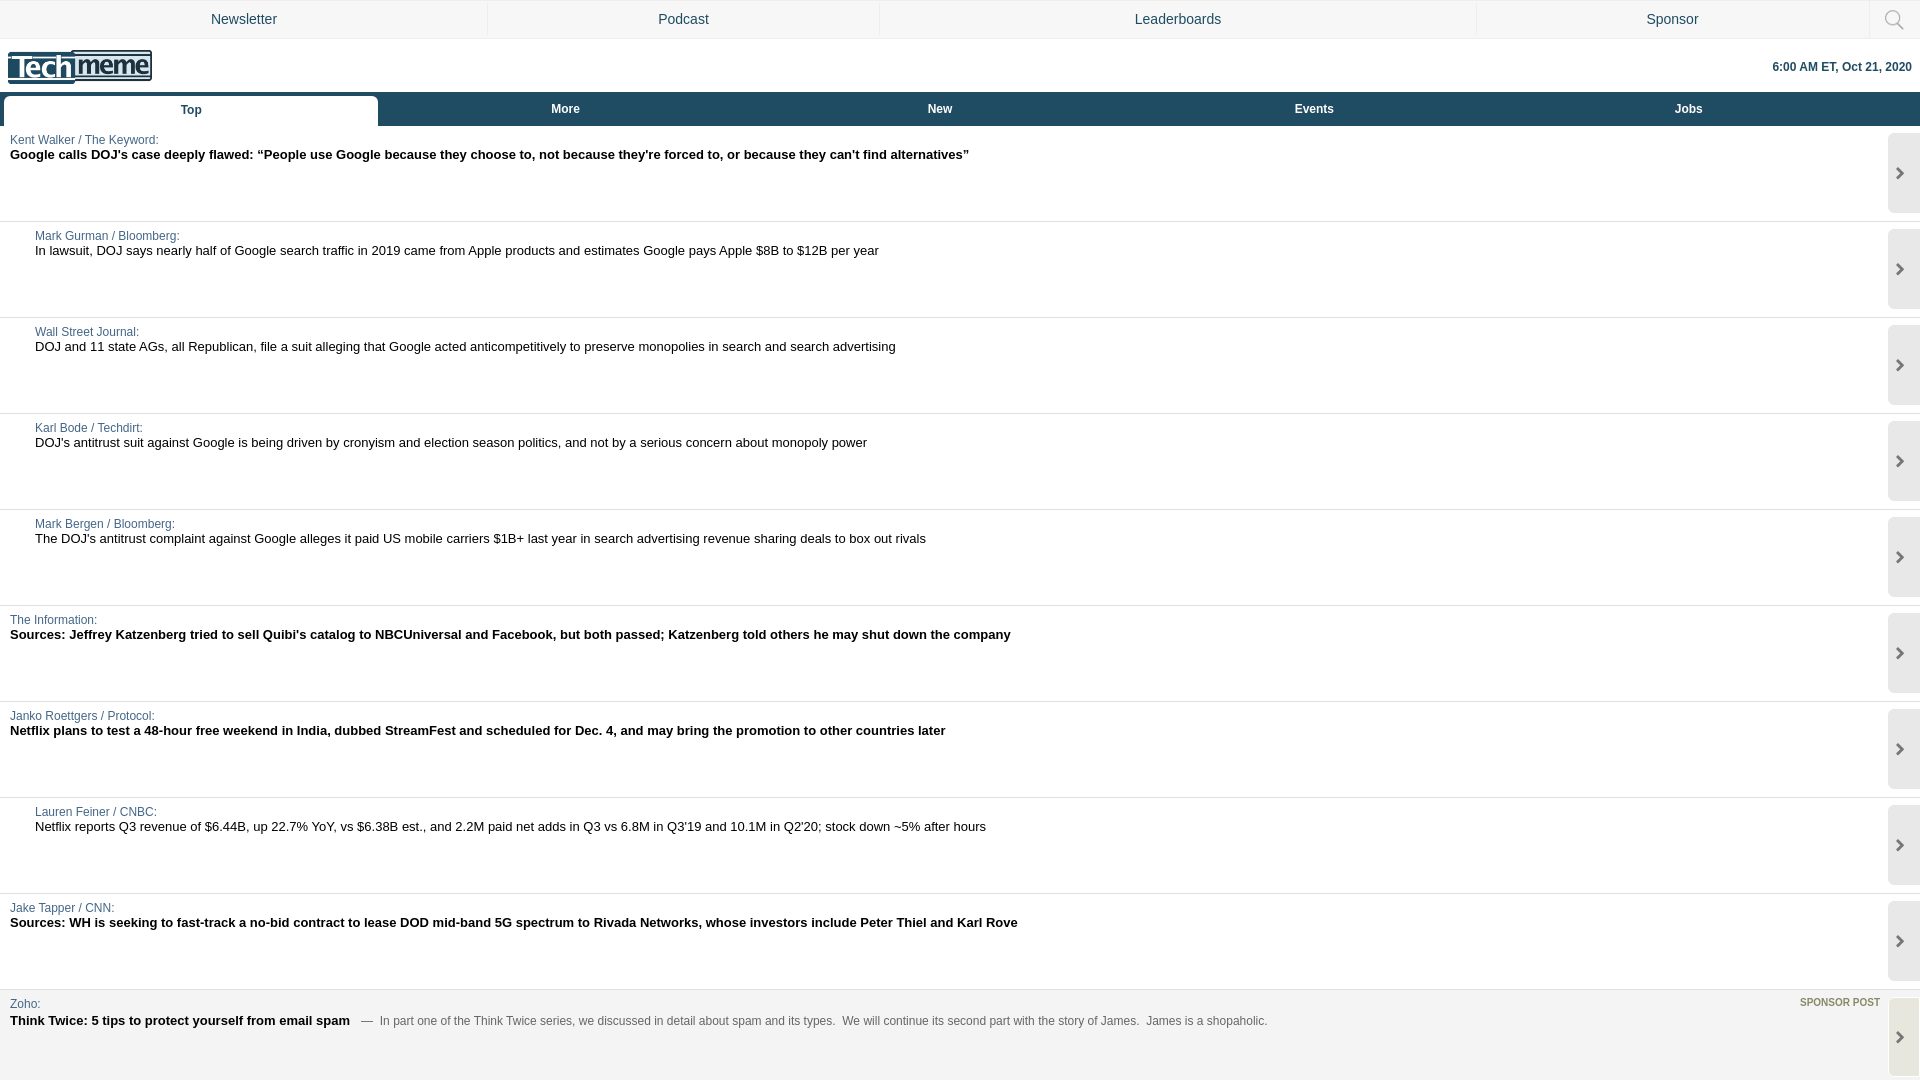 Newsletter
Podcast
Leaderboards
Sponsor
Techmeme
6:00 AM ET, Oct 21, 2020
Top
More
New
Events
Jobs
Kent Walker / The Keyword:
Google calls DOJ's case deeply flawed: “People use Google because they choose to, not because they're forced to, or because they can't find alternatives”
Mark Gurman / Bloomberg:
In lawsuit, DOJ says nearly half of Google search traffic in 2019 came from Apple products and estimates Google pays Apple $8B to $12B per year
Wall Street Journal:
DOJ and 11 state AGs, all Republican, file a suit alleging that Google acted anticompetitively to preserve monopolies in search and search advertising
Karl Bode / Techdirt:
DOJ's antitrust suit against Google is being driven by cronyism and election season politics, and not by a serious concern about monopoly power
Mark Bergen / Bloomberg:
The DOJ's antitrust complaint against Google alleges it paid US mobile carriers $1B+ last year in search advertising revenue sharing deals to box out rivals
The Information:
Sources: Jeffrey Katzenberg tried to sell Quibi's catalog to NBCUniversal and Facebook, but both passed; Katzenberg told others he may shut down the company
Janko Roettgers / Protocol:
Netflix plans to test a 48-hour free weekend in India, dubbed StreamFest and scheduled for Dec. 4, and may bring the promotion to other countries later
Lauren Feiner / CNBC:
Netflix reports Q3 revenue of $6.44B, up 22.7% YoY, vs $6.38B est., and 2.2M paid net adds in Q3 vs 6.8M in Q3'19 and 10.1M in Q2'20; stock down ~5% after hours
Jake Tapper / CNN:
Sources: WH is seeking to fast-track a no-bid contract to lease DOD mid-band 5G spectrum to Rivada Networks, whose investors include Peter Thiel and Karl Rove
Zoho:
SPONSOR POST
Think Twice: 5 tips to protect yourself from email spam — In part one of the Think Twice series, we discussed in detail about spam and its types. We will continue its second part with the story of James. James is a shopaholic.